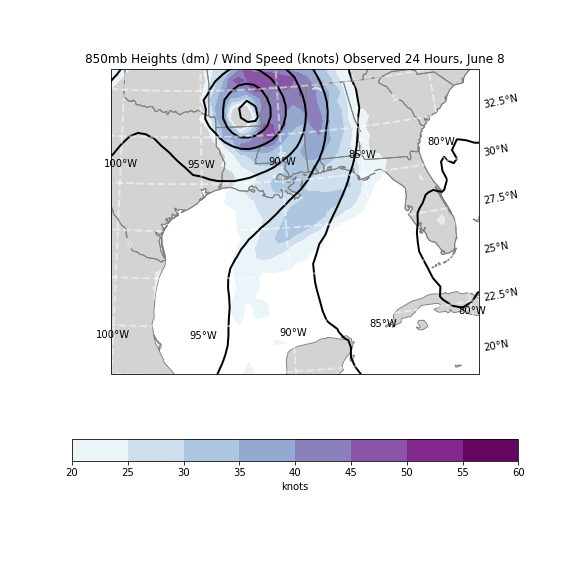 850mb Heights (dm) / Wind Speed (knots) Observed 24 Hours, June 8
32.5°N
80°W
30°N
100°W
95°W
90°W
85°W
27.5°N
25°N
22.5°N
80°W
85°W
100°W
95°W
90°W
20°N
20 25 30 35 40 45 50 55 60
knots